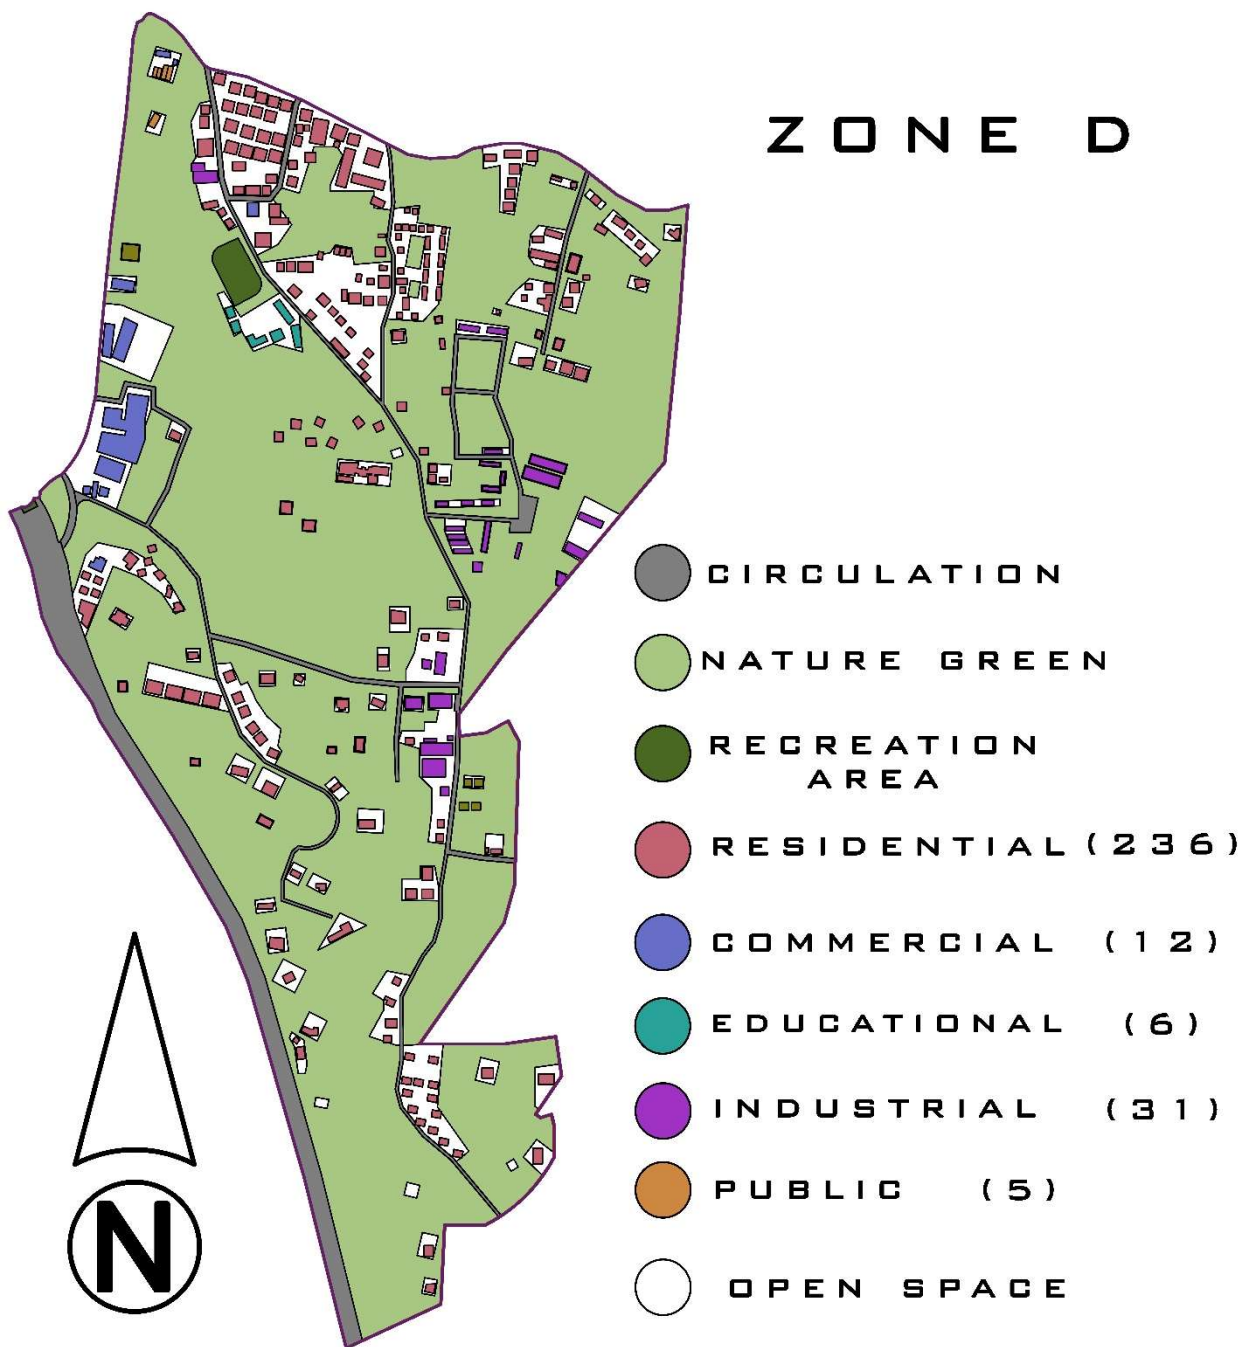 ZONE D
CIRCULATION
NATURE GREEN
RECREATION
AREA
RESIDENTIAL (236)
COMMERCIAL (12)
EDUCATIONAL (6)
INDUSTRIAL (31)
PUBLIC (5)
OPEN SPACE
N